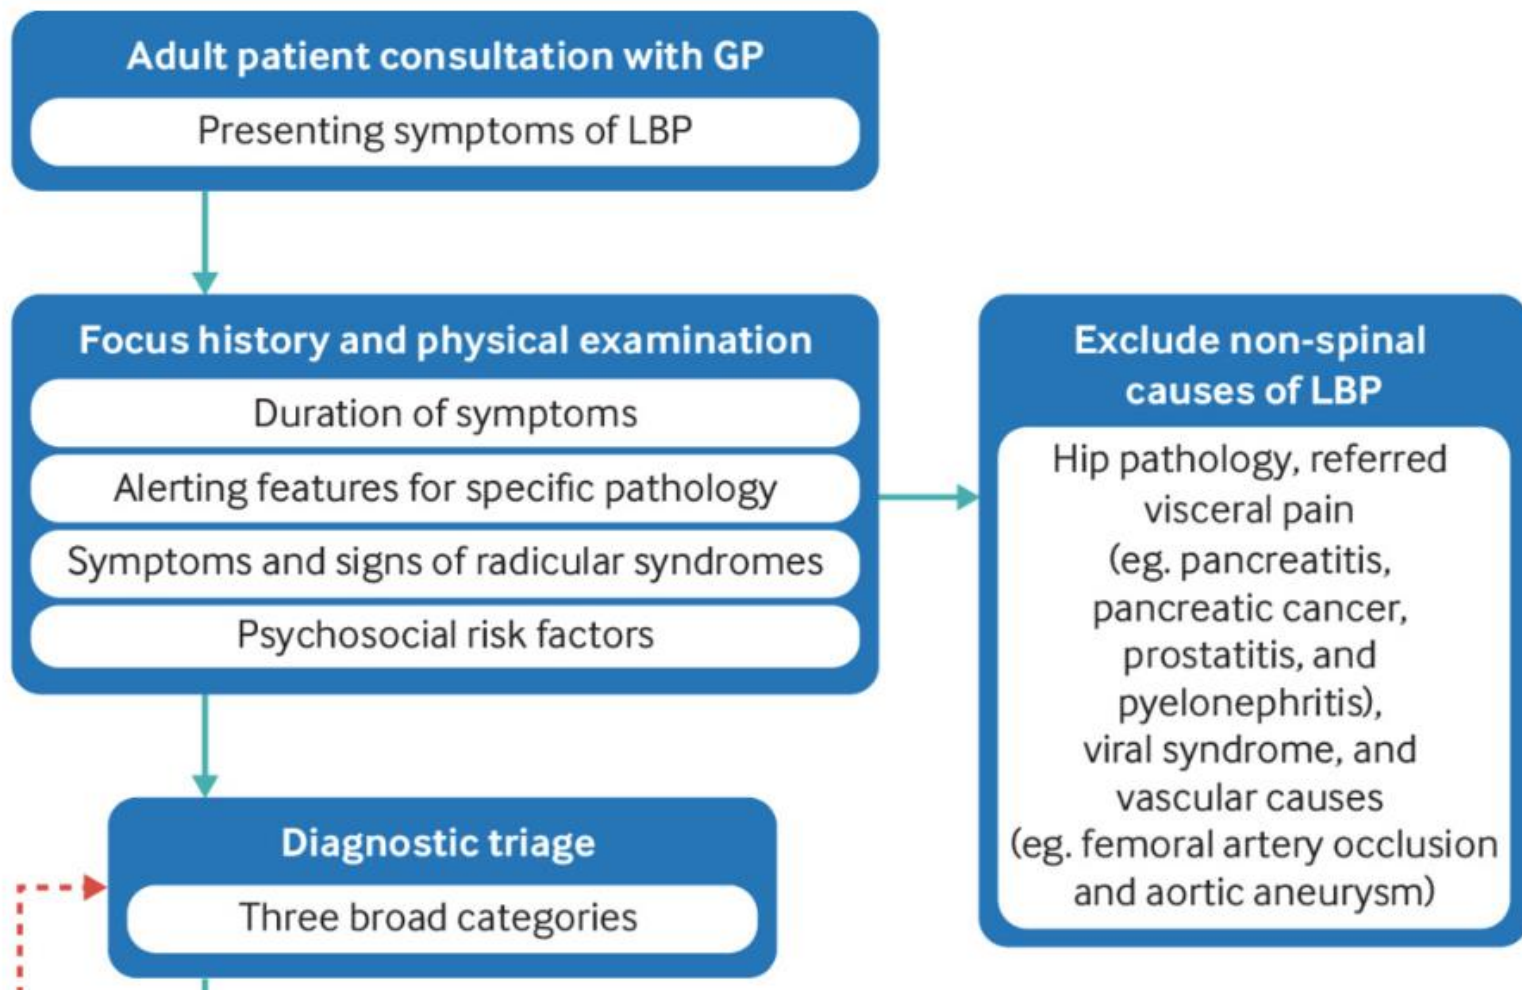 Adult patient consultation with GP
Presenting symptoms of LBP
Focus history and physical examination
Duration of symptoms
Alerting features for specific pathology
Symptoms and signs of radicular syndromes
Psychosocial risk factors
Exclude non-spinal
causes of LBP
Hip pathology, referred
visceral pain
(eg. pancreatitis,
pancreatic cancer,
prostatitis, and
pyelonephritis),
viral syndrome, and
vascular causes
(eg. femoral artery occlusion
and aortic aneurysm)
Diagnostic triage
Three broad categories